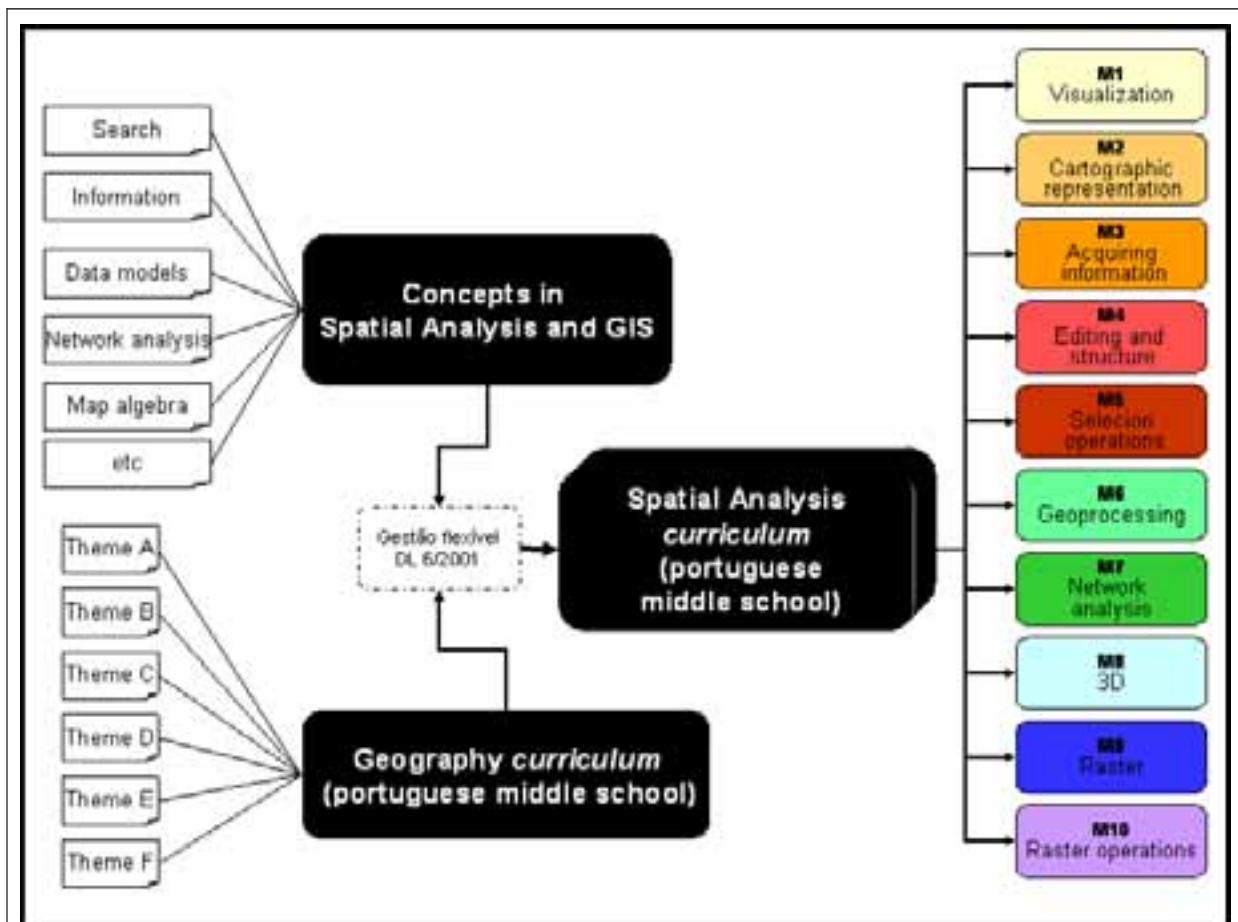 Search
Information
Data models
Network analysis
Map algebra
etc
Concepts in
Spatial Analysis and GIS
Gestão flexível
DL 6/2001
Theme A
Theme B
Theme C
Theme D
Theme E
Theme F
Geography curriculum
(portuguese middle school)
Spatial Analysis
curriculum
(portuguese
middle school)
M1
Visualization
M2
Cartographic
representation
M3
Acquiring
information
M4
Editing and
structure
M5
Selecion
operations
M6
Geoprocessing
M7
Network
analysis
M8
3D
M9
Raster
M10
Raster operations